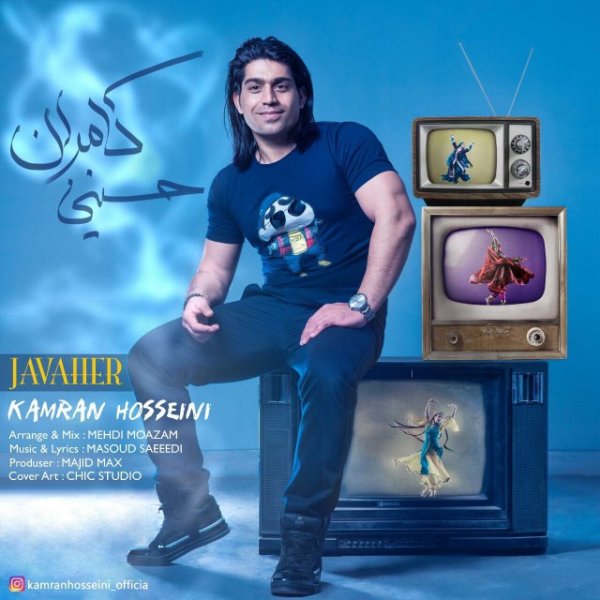 کامران
حسینی
JAVAHER
KAMRAN HOSSEINI
Arrange & Mix : MEHDI MOAZAM
Music & Lyrics : MASOUD SAEEEDI
Produser : MAJID MAX
Cover Art : CHIC STUDIO
kamranhosseini_officia